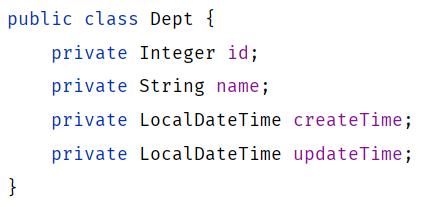 public class Dept {
    private Integer id;
    private String name;
    private LocalDateTime createTime;
    private LocalDateTime updateTime;
}